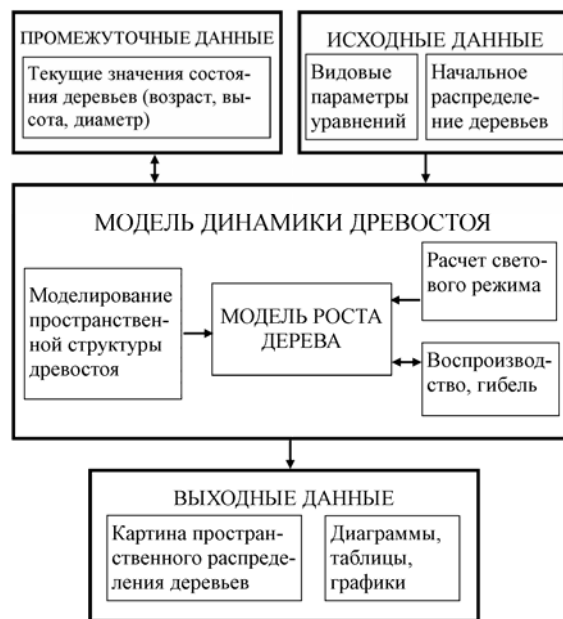 ПРОМЕЖУТОЧНЫЕ ДАННЫЕ
Текущие значения состоя-
ния деревьев (возраст, вы-
сота, диаметр)
ИСХОДНЫЕ ДАННЫЕ
Видовые
параметры
уравнений
Начальное
распределе-
ние деревьев
МОДЕЛЬ ДИНАМИКИ ДРЕВОСТОЯ
Моделирование
пространствен-
ной структуры
древостоя
МОДЕЛЬ РОСТА
ДЕРЕВА
Расчет свето-
вого режима
Воспроизвод-
ство, гибель
ВЫХОДНЫЕ ДАННЫЕ
Картина простран-
ственного распреде-
ления деревьев
Диаграммы,
таблицы,
графики